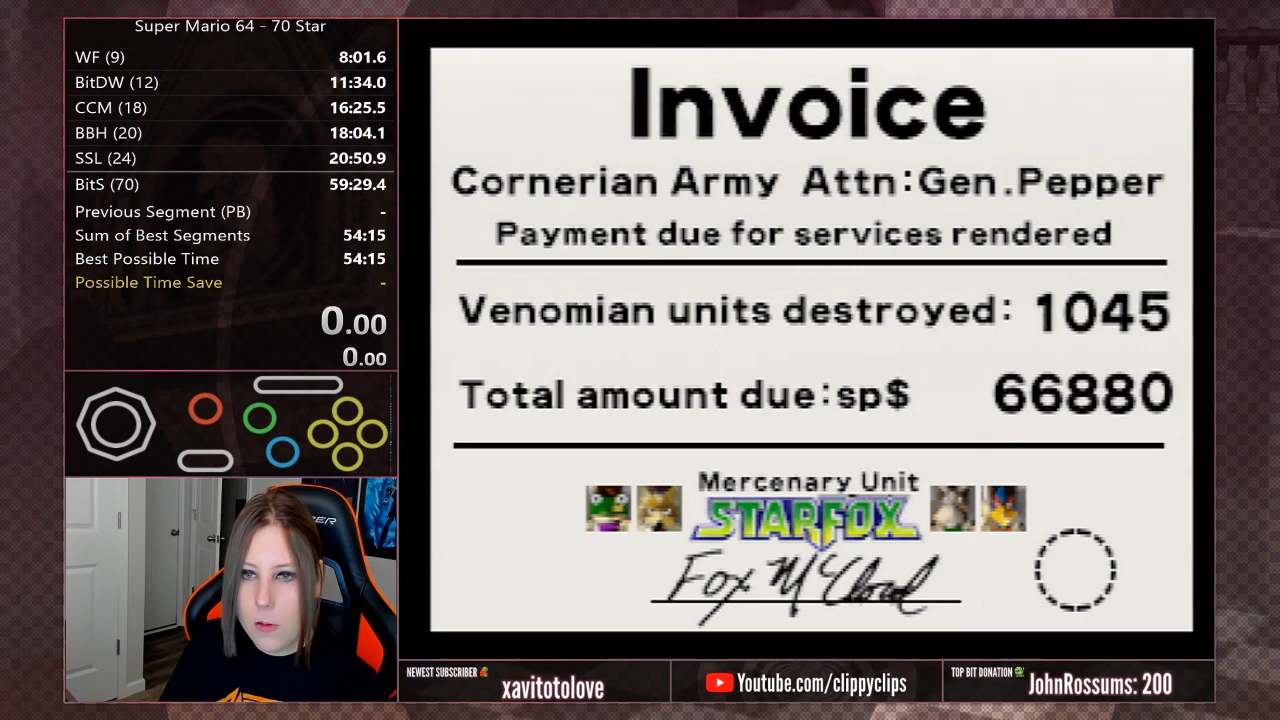 Super Mario 64 - 70 Star
WF (9) 8:01.6
BitDW (12) 11:34.0
CCM (18) 16:25.5
BBH (20) 18:04.1
SSL (24) 20:50.9
BitS (70) 59:29.4
Previous Segment (PB) -
Sum of Best Segments 54:15
Best Possible Time 54:15
Possible Time Save -
0.00
0.00
Invoice
Cornerian Army Attn:Gen.Pepper
Payment due for services rendered
Venomian units destroyed: 1045
Total amount due:sp$ 66880
Mercenary Unit
STARFOX
Fox McCloud
NEWEST SUBSCRIBER
xavitotolove
Youtube.com/clippyclips
TOP BIT DONATION
JohnRossums: 200